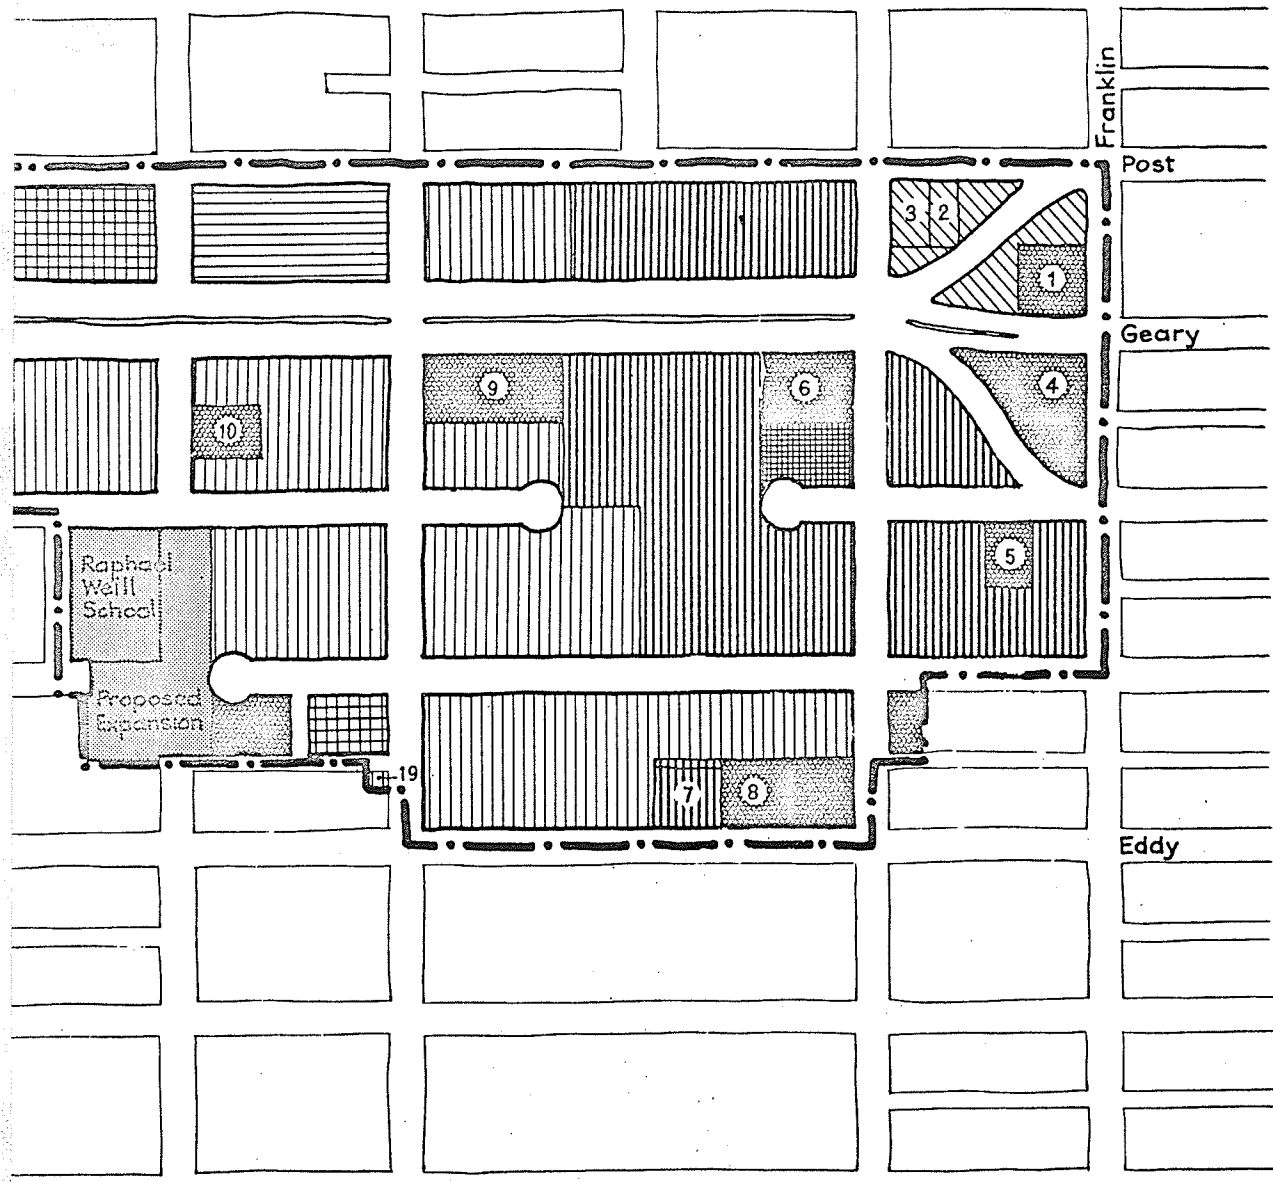 Franklin
Post
3 2
1
Geary
9
6
4
10
5
Raphael
Weill
School
Proposed
Expansion
19
7
8
Eddy